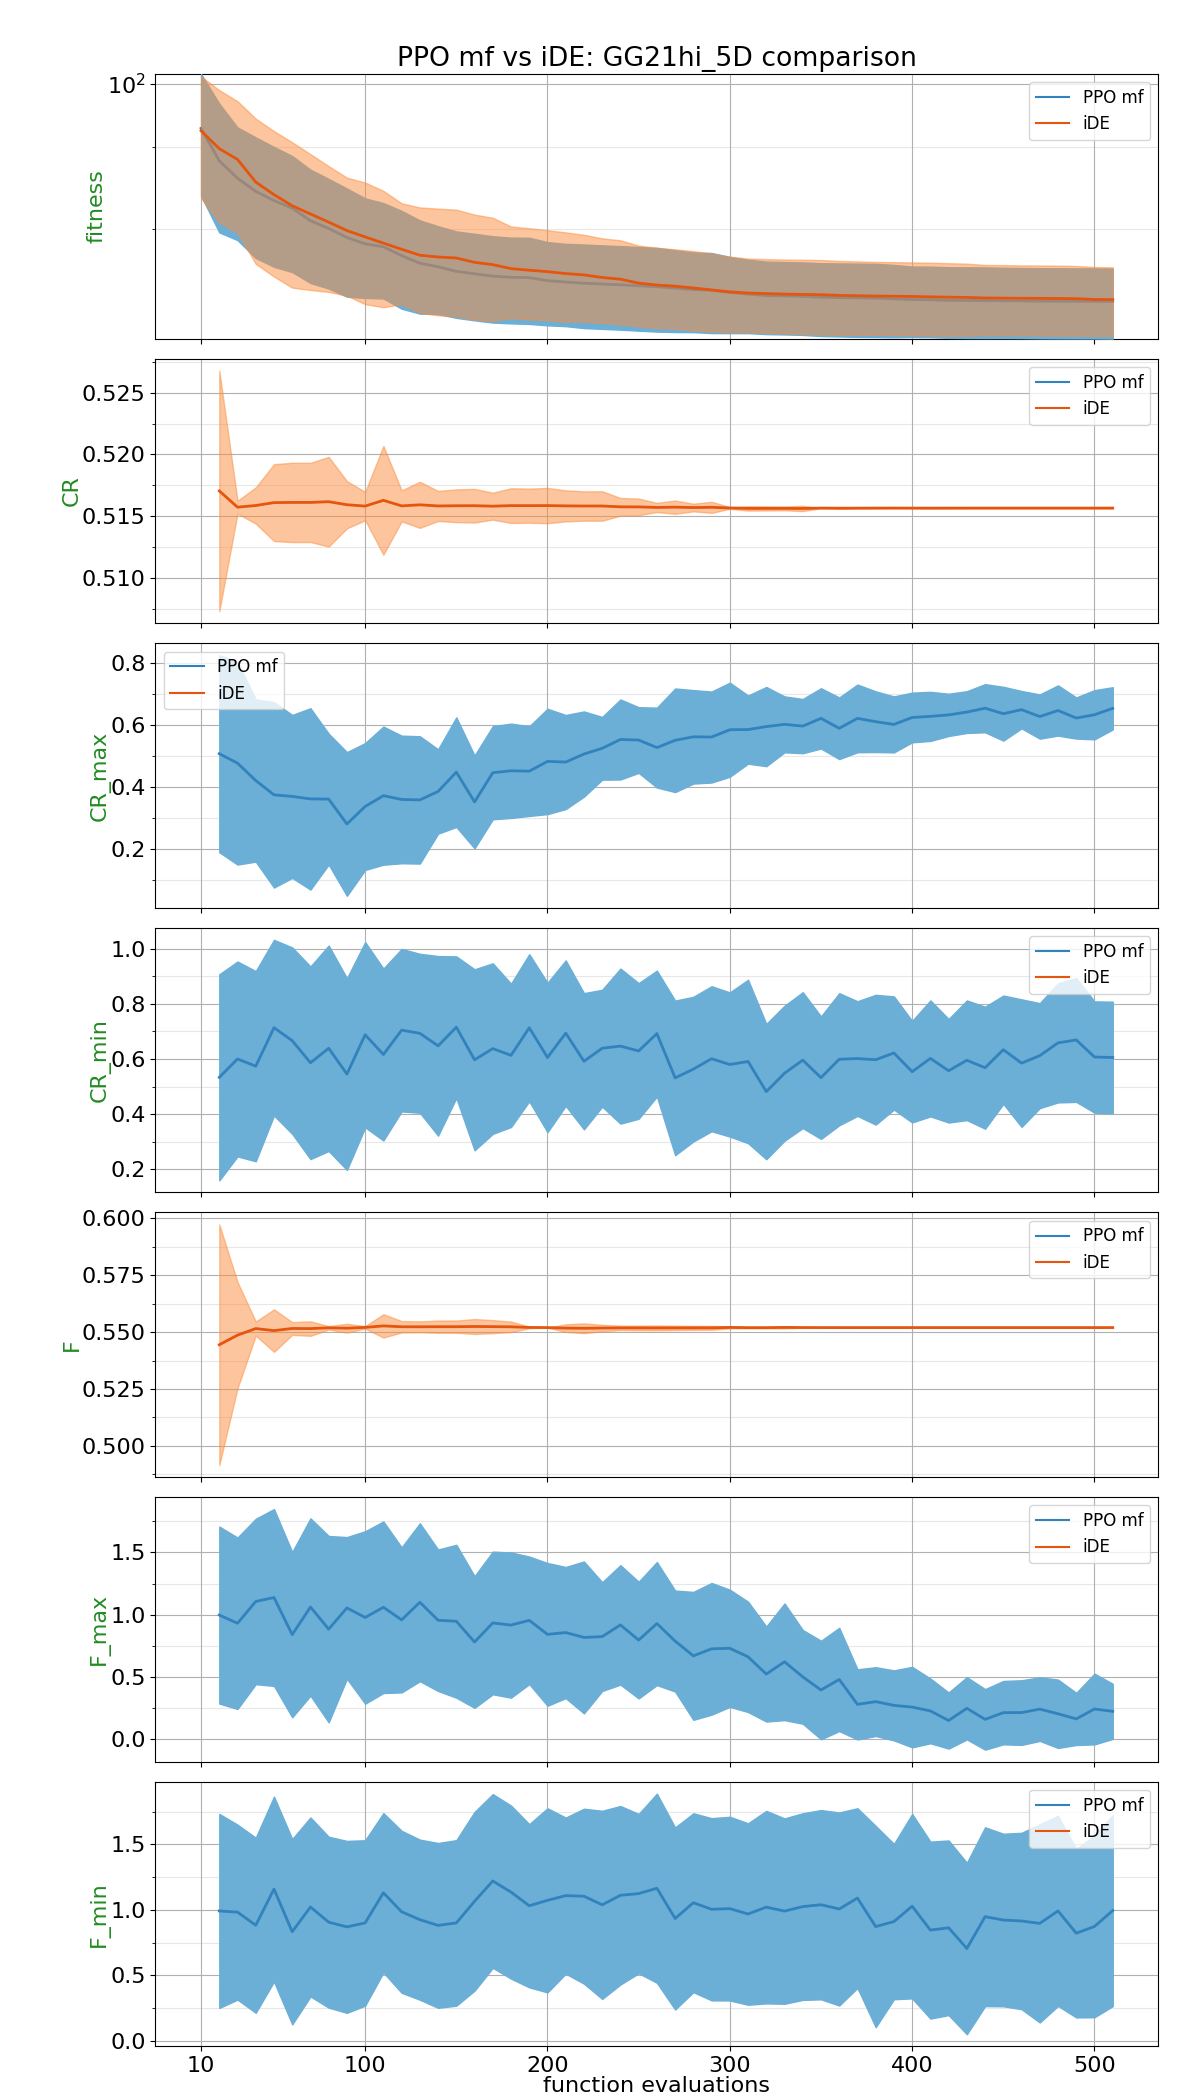 PPO mf vs iDE: GG21hi_5D comparison
10²
fitness
PPO mf
iDE
0.525
0.520
0.515
0.510
CR
PPO mf
iDE
0.8
0.6
0.4
0.2
CR_max
PPO mf
iDE
1.0
0.8
0.6
0.4
0.2
CR_min
PPO mf
iDE
0.600
0.575
0.550
0.525
0.500
F
PPO mf
iDE
1.5
1.0
0.5
0.0
F_max
PPO mf
iDE
1.5
1.0
0.5
0.0
F_min
PPO mf
iDE
10 100 200 300 400 500
function evaluations